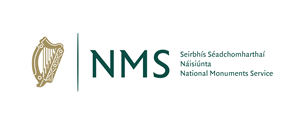 NMS
Seirbhís Séadchomharthaí
Náisiúnta
National Monuments Service